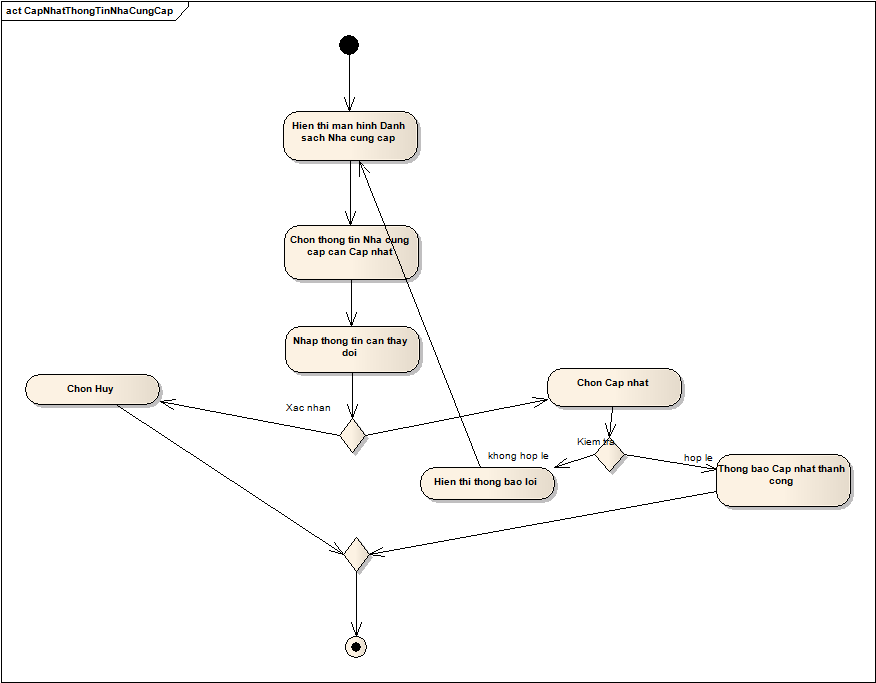 act CapNhatThongTinNhaCungCap
Hien thi man hinh Danh
sach Nha cung cap
Chon thong tin Nha cung
cap can Cap nhat
Nhap thong tin can thay
doi
Chon Huy
Xac nhan
Chon Cap nhat
Kiem tra
khong hop le
hop le
Hien thi thong bao loi
Thong bao Cap nhat thanh
cong